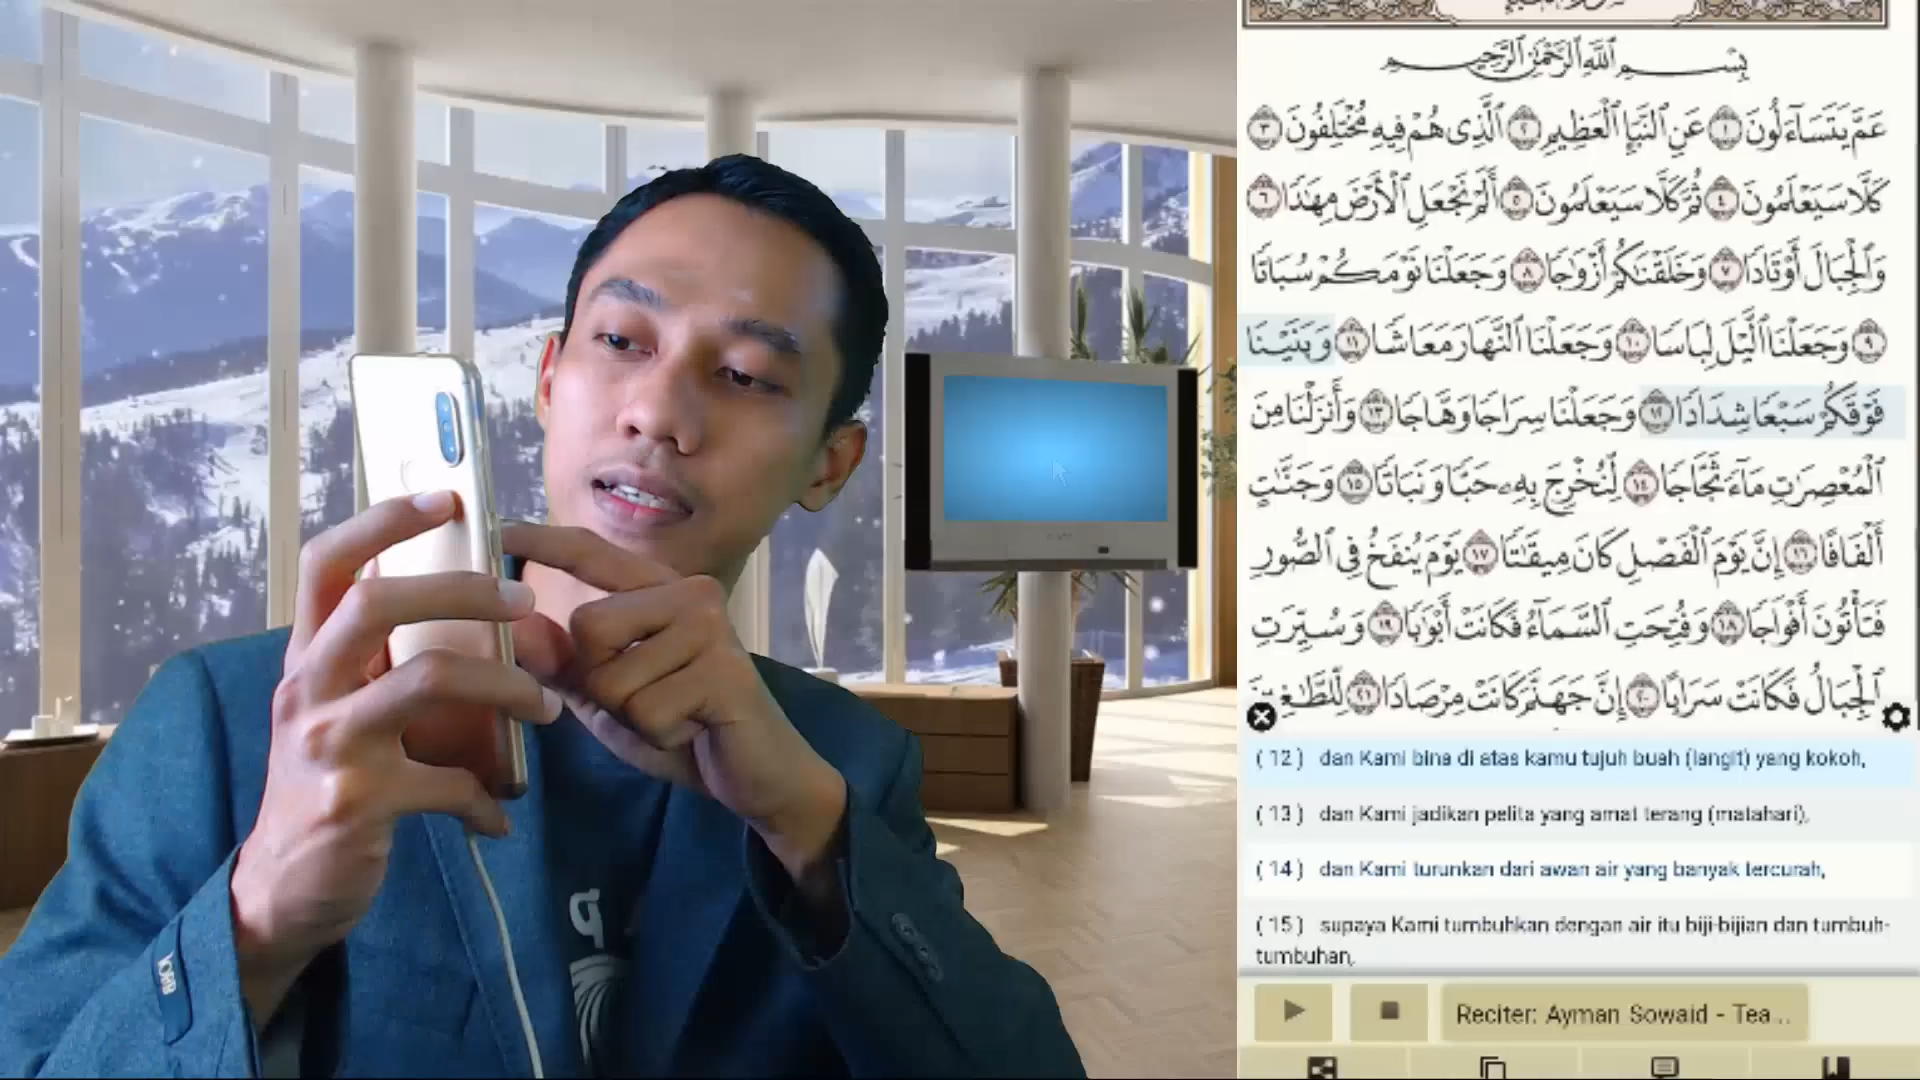 بِسْمِ ٱللَّهِ ٱلرَّحْمَٰنِ ٱلرَّحِيمِ
عَمَّ يَتَسَآءَلُونَ ١ عَنِ ٱلنَّبَإِ ٱلْعَظِيمِ ٢ ٱلَّذِى هُمْ فِيهِ مُخْتَلِفُونَ ٣
كَلَّا سَيَعْلَمُونَ ٤ ثُمَّ كَلَّا سَيَعْلَمُونَ ٥ أَلَمْ نَجْعَلِ ٱلْأَرْضَ مِهَٰدًا ٦
وَٱلْجِبَالَ أَوْتَادًا ٧ وَخَلَقْنَٰكُمْ أَزْوَٰجًا ٨ وَجَعَلْنَا نَوْمَكُمْ سُبَاتًا
٩ وَجَعَلْنَا ٱلَّيْلَ لِبَاسًا ١٠ وَجَعَلْنَا ٱلنَّهَارَ مَعَاشًا ١١ وَبَنَيْنَا
فَوْقَكُمْ سَبْعًا شِدَادًا ١٢ وَجَعَلْنَا سِرَاجًا وَهَّاجًا ١٣ وَأَنزَلْنَا مِنَ
ٱلْمُعْصِرَٰتِ مَآءً ثَجَّاجًا ١٤ لِّنُخْرِجَ بِهِۦ حَبًّا وَنَبَاتًا ١٥ وَجَنَّٰتٍ
أَلْفَافًا ١٦ إِنَّ يَوْمَ ٱلْفَصْلِ كَانَ مِيقَٰتًا ١٧ يَوْمَ يُنفَخُ فِى ٱلصُّورِ
فَتَأْتُونَ أَفْوَاجًا ١٨ وَفُتِحَتِ ٱلسَّمَآءُ فَكَانَتْ أَبْوَٰبًا ١٩ وَسُيِّرَتِ
ٱلْجِبَالُ فَكَانَتْ سَرَابًا ٢٠ إِنَّ جَهَنَّمَ كَانَتْ مِرْصَادًا ٢١ لِّلطَّٰغِينَ
( 12 ) dan Kami bina di atas kamu tujuh buah (langit) yang kokoh,
( 13 ) dan Kami jadikan pelita yang amat terang (matahari),
( 14 ) dan Kami turunkan dari awan air yang banyak tercurah,
( 15 ) supaya Kami tumbuhkan dengan air itu biji-bijian dan tumbuh-
tumbuhan,
Reciter: Ayman Sowaid - Tea...